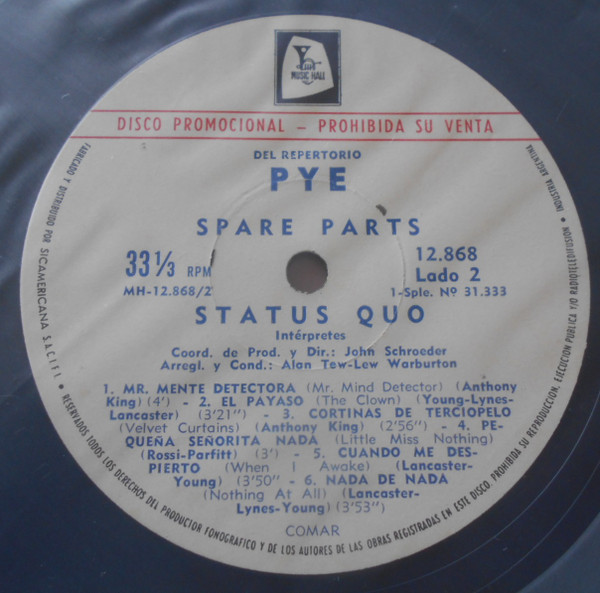 MUSIC HALL
DISCO PROMOCIONAL – PROHIBIDA SU VENTA
DEL REPERTORIO
PYE
SPARE PARTS
33 1/3 RPM
MH-12.868/2
12.868
Lado 2
1-Sple. Nº 31.333
STATUS QUO
Intérpretes
Coord. de Prod. y Dir.: John Schroeder
Arregl. y Cond.: Alan Tew-Lew Warburton
1. MR. MENTE DETECTORA (Mr. Mind Detector) (Anthony
King) (4') - 2. EL PAYASO (The Clown) (Young-Lynes-
Lancaster) (3'21") - 3. CORTINAS DE TERCIOPELO
(Velvet Curtains) (Anthony King) (2'56") - 4. PE-
QUEÑA SEÑORITA NADA (Little Miss Nothing)
(Rossi-Parfitt) (3') - 5. CUANDO ME DES-
PIERTO (When I Awake) (Lancaster-
Young) (3'50" - 6. NADA DE NADA
(Nothing At All) (Lancaster-
Lynes-Young) (3'53")
COMAR
FABRICADO Y DISTRIBUIDO POR SICAMERICANA S.A.C.I.F.I. • RESERVADOS TODOS LOS DERECHOS DEL PRODUCTOR FONOGRAFICO Y DE LOS AUTORES DE LAS OBRAS REGISTRADAS EN ESTE DISCO. PROHIBIDA SU REPRODUCCION, EJECUCION PUBLICA Y/O RADIOTELEDIFUSION • INDUSTRIA ARGENTINA